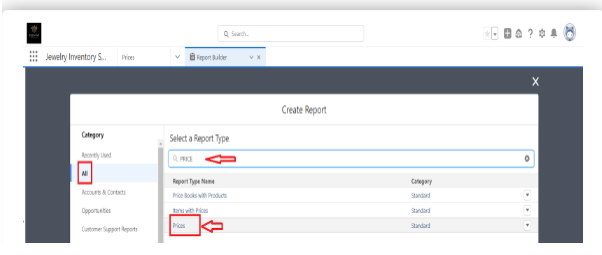 Search...
Jewelry Inventory S... Prices Report Builder
X
Create Report
Category
Select a Report Type
Recently Used
PRICE
All
Report Type Name Category
Accounts & Contacts
Price Books with Products Standard
Opportunities
Items with Prices Standard
Customer Support Reports
Prices Standard